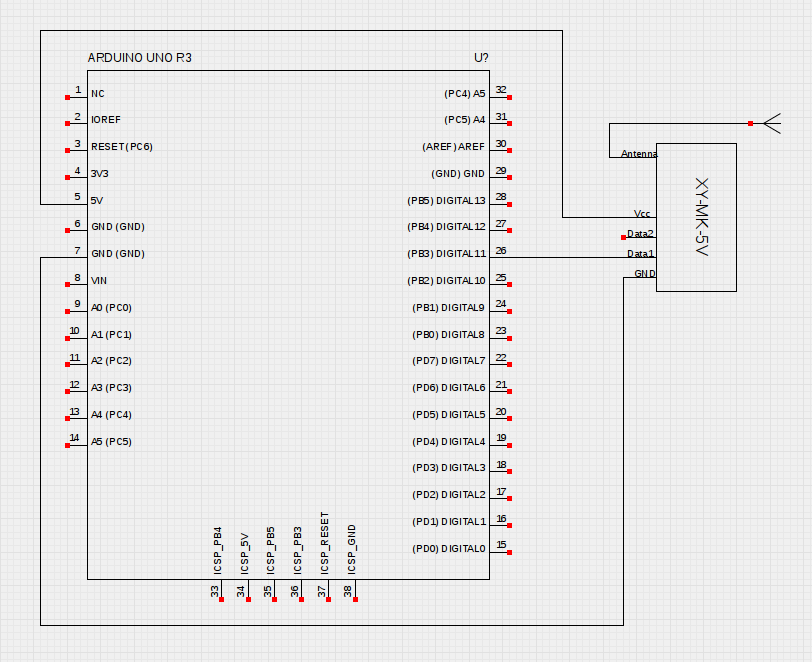 ARDUINO UNO R3
U?
1 NC
2 IOREF
3 RESET(PC6)
4 3V3
5 5V
6 GND (GND)
7 GND (GND)
8 VIN
9 A0 (PC0)
10 A1 (PC1)
11 A2 (PC2)
12 A3 (PC3)
13 A4 (PC4)
14 A5 (PC5)
(PC4) A5 32
(PC5) A4 31
(AREF) AREF 30
(GND) GND 29
(PB5) DIGITAL13 28
(PB4) DIGITAL12 27
(PB3) DIGITAL11 26
(PB2) DIGITAL10 25
(PB1) DIGITAL9 24
(PB0) DIGITAL8 23
(PD7) DIGITAL7 22
(PD6) DIGITAL6 21
(PD5) DIGITAL5 20
(PD4) DIGITAL4 19
(PD3) DIGITAL3 18
(PD2) DIGITAL2 17
(PD1) DIGITAL1 16
(PD0) DIGITAL0 15
33 ICSP_PB4
34 ICSP_5V
35 ICSP_PB5
36 ICSP_PB3
37 ICSP_RESET
38 ICSP_GND
Antenna
Vcc
Data2
Data1
GND
XY-MK-5V